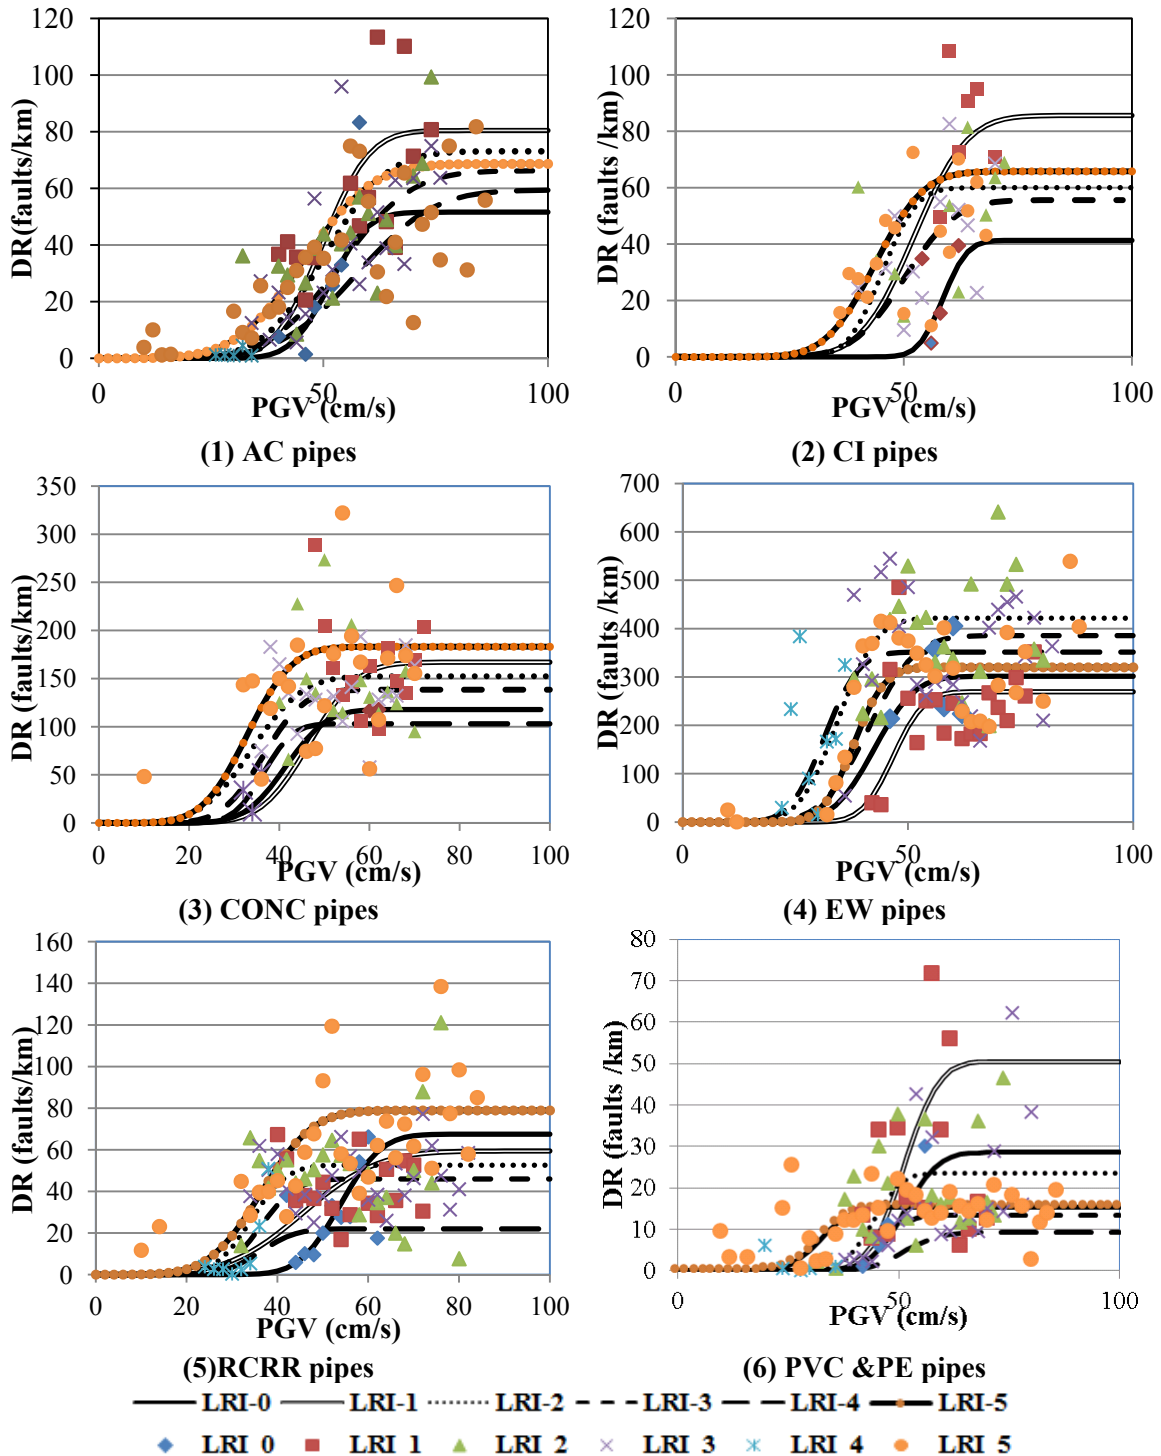 120
100
80
60
40
20
0
DR(faults/km)
0 50 100
PGV (cm/s)
(1) AC pipes
120
100
80
60
40
20
0
DR (faults /km)
0 50 100
PGV (cm/s)
(2) CI pipes
350
300
250
200
150
100
50
0
DR (faults /km)
0 20 40 60 80 100
PGV (cm/s)
(3) CONC pipes
700
600
500
400
300
200
100
0
DR (faults /km)
0 50 100
PGV (cm/s)
(4) EW pipes
160
140
120
100
80
60
40
20
0
DR (faults/km)
0 20 40 60 80 100
PGV (cm/s)
(5)RCRR pipes
80
70
60
50
40
30
20
10
0
DR (faults /km)
0 50 100
PGV (cm/s)
(6) PVC &PE pipes
LRI-0 LRI-1 LRI-2 LRI-3 LRI-4 LRI-5
LRI 0 LRI 1 LRI 2 LRI 3 LRI 4 LRI 5